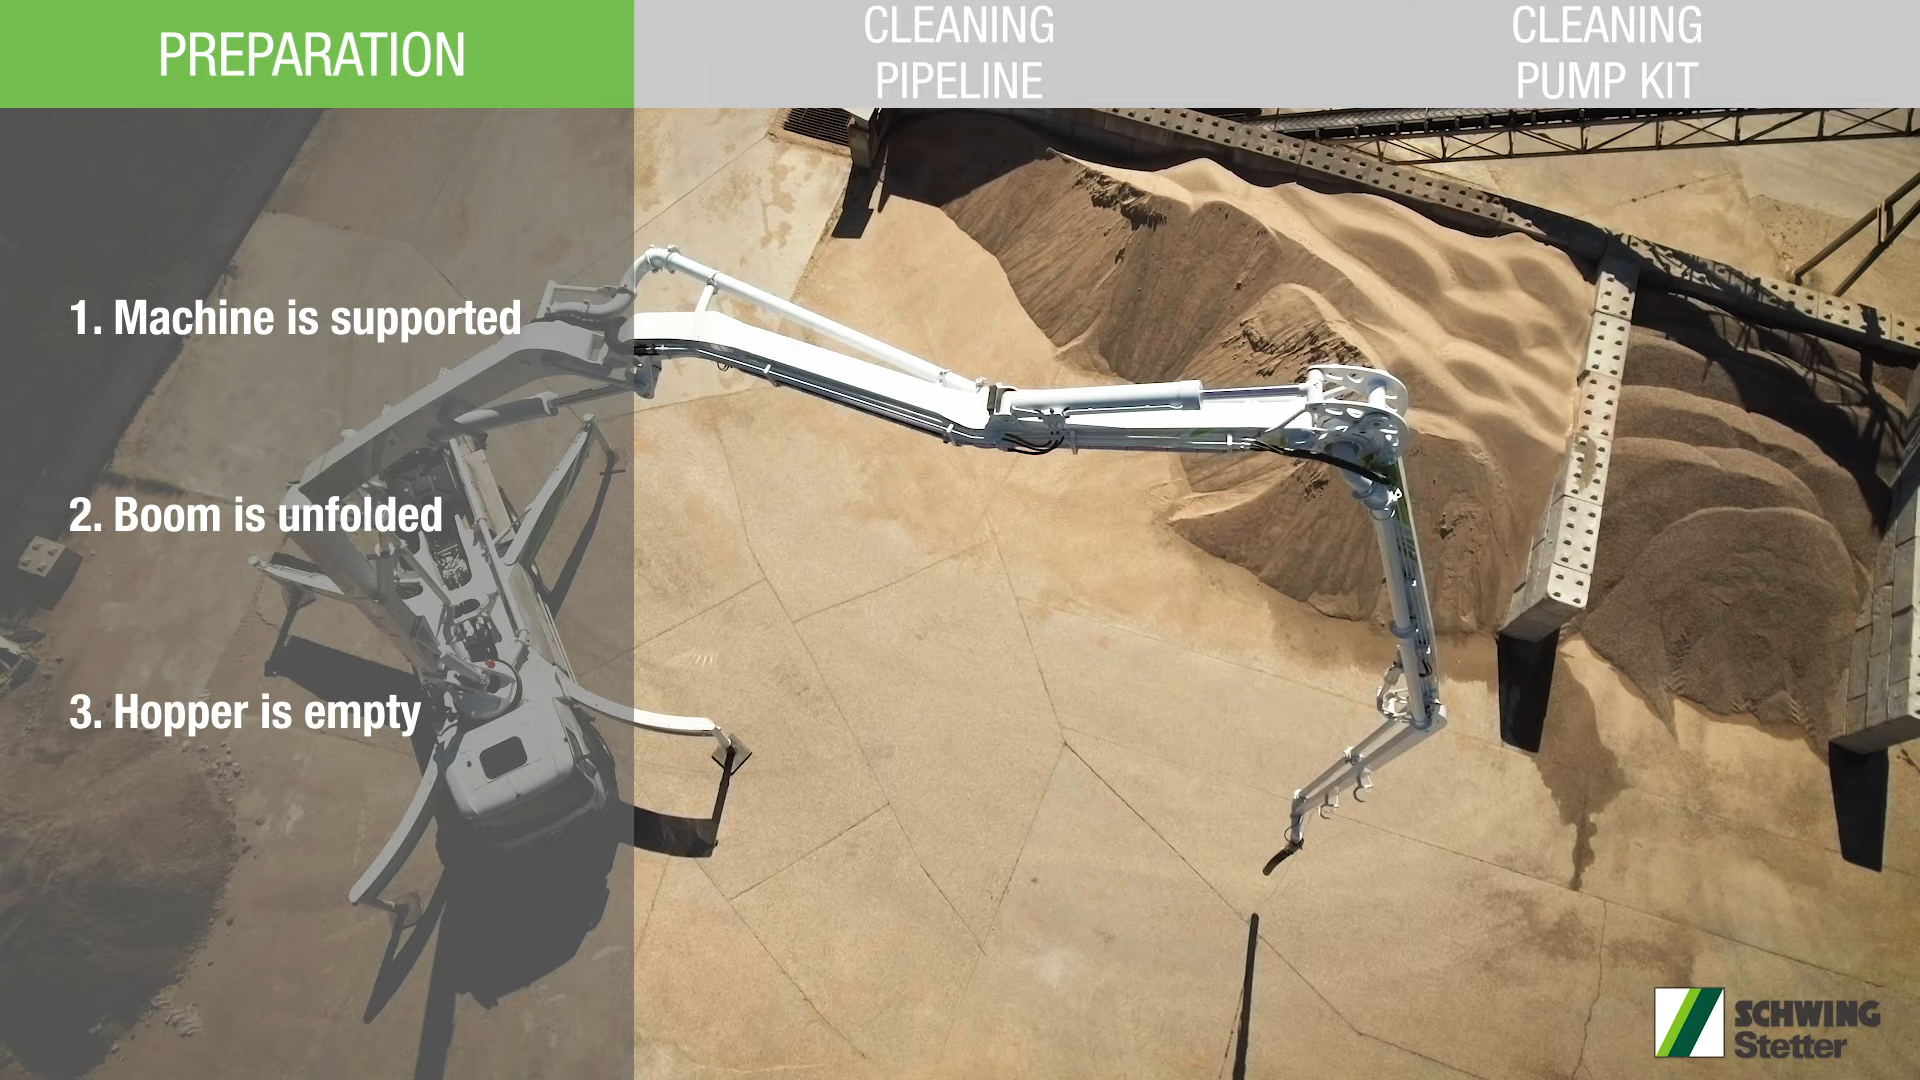 PREPARATION
CLEANING
PIPELINE
CLEANING
PUMP KIT
1. Machine is supported
2. Boom is unfolded
3. Hopper is empty
SCHWING
Stetter